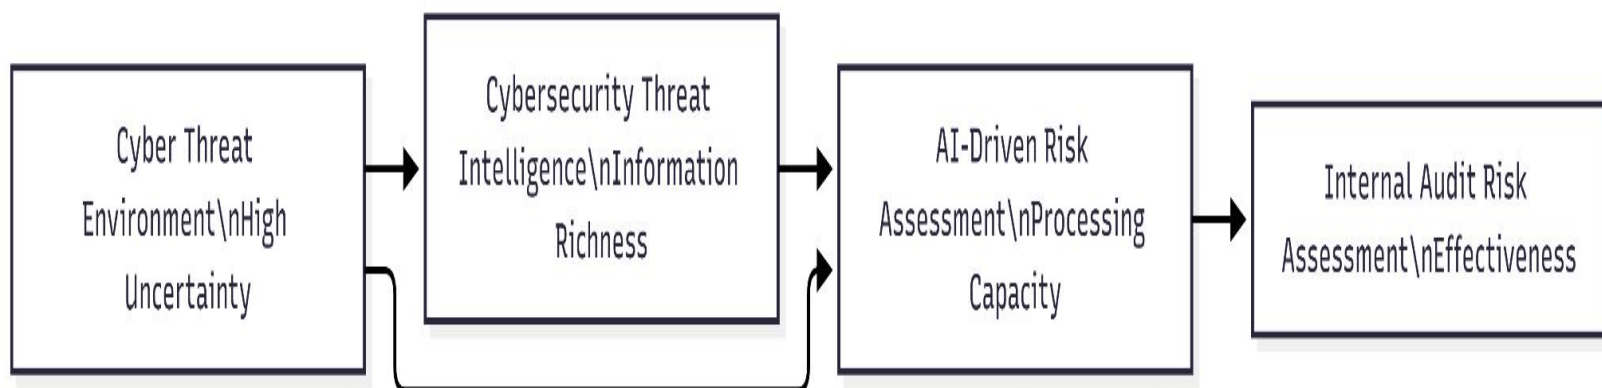 Cyber Threat
Environment\nHigh
Uncertainty
Cybersecurity Threat
Intelligence\nInformation
Richness
AI-Driven Risk
Assessment\nProcessing
Capacity
Internal Audit Risk
Assessment\nEffectiveness